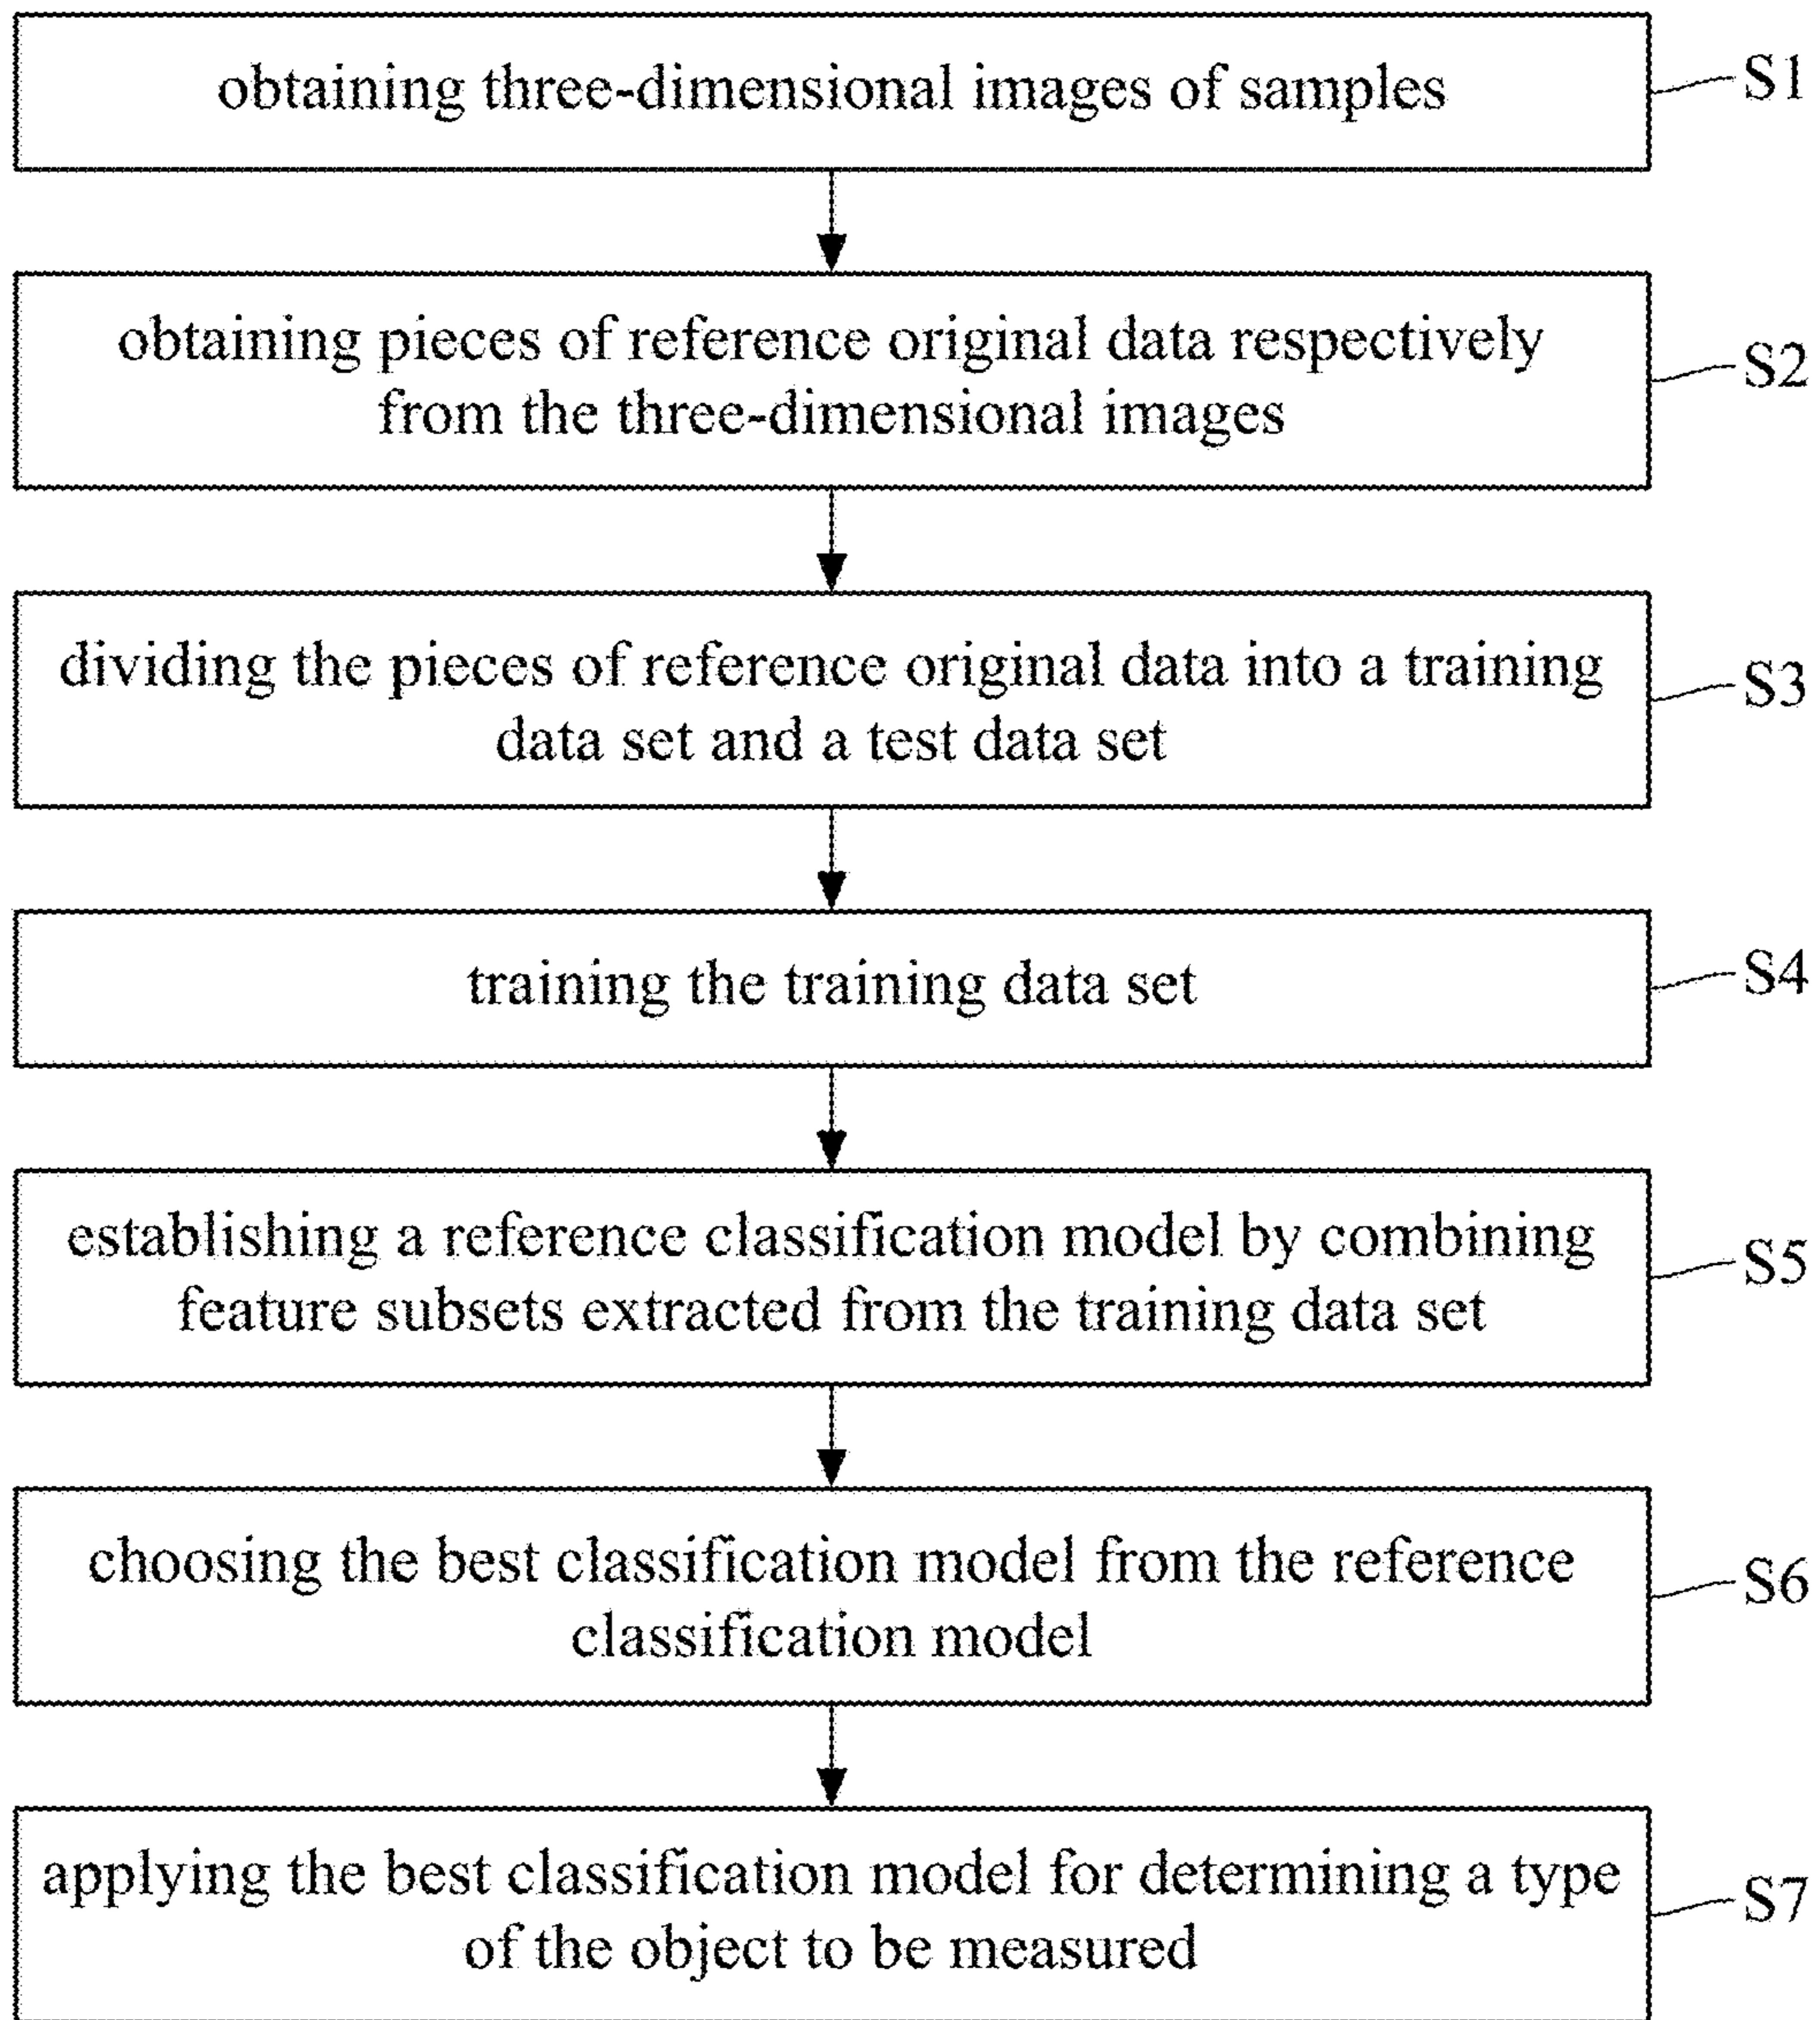 obtaining three-dimensional images of samples
S1
obtaining pieces of reference original data respectively
from the three-dimensional images
S2
dividing the pieces of reference original data into a training
data set and a test data set
S3
training the training data set
S4
establishing a reference classification model by combining
feature subsets extracted from the training data set
S5
choosing the best classification model from the reference
classification model
S6
applying the best classification model for determining a type
of the object to be measured
S7